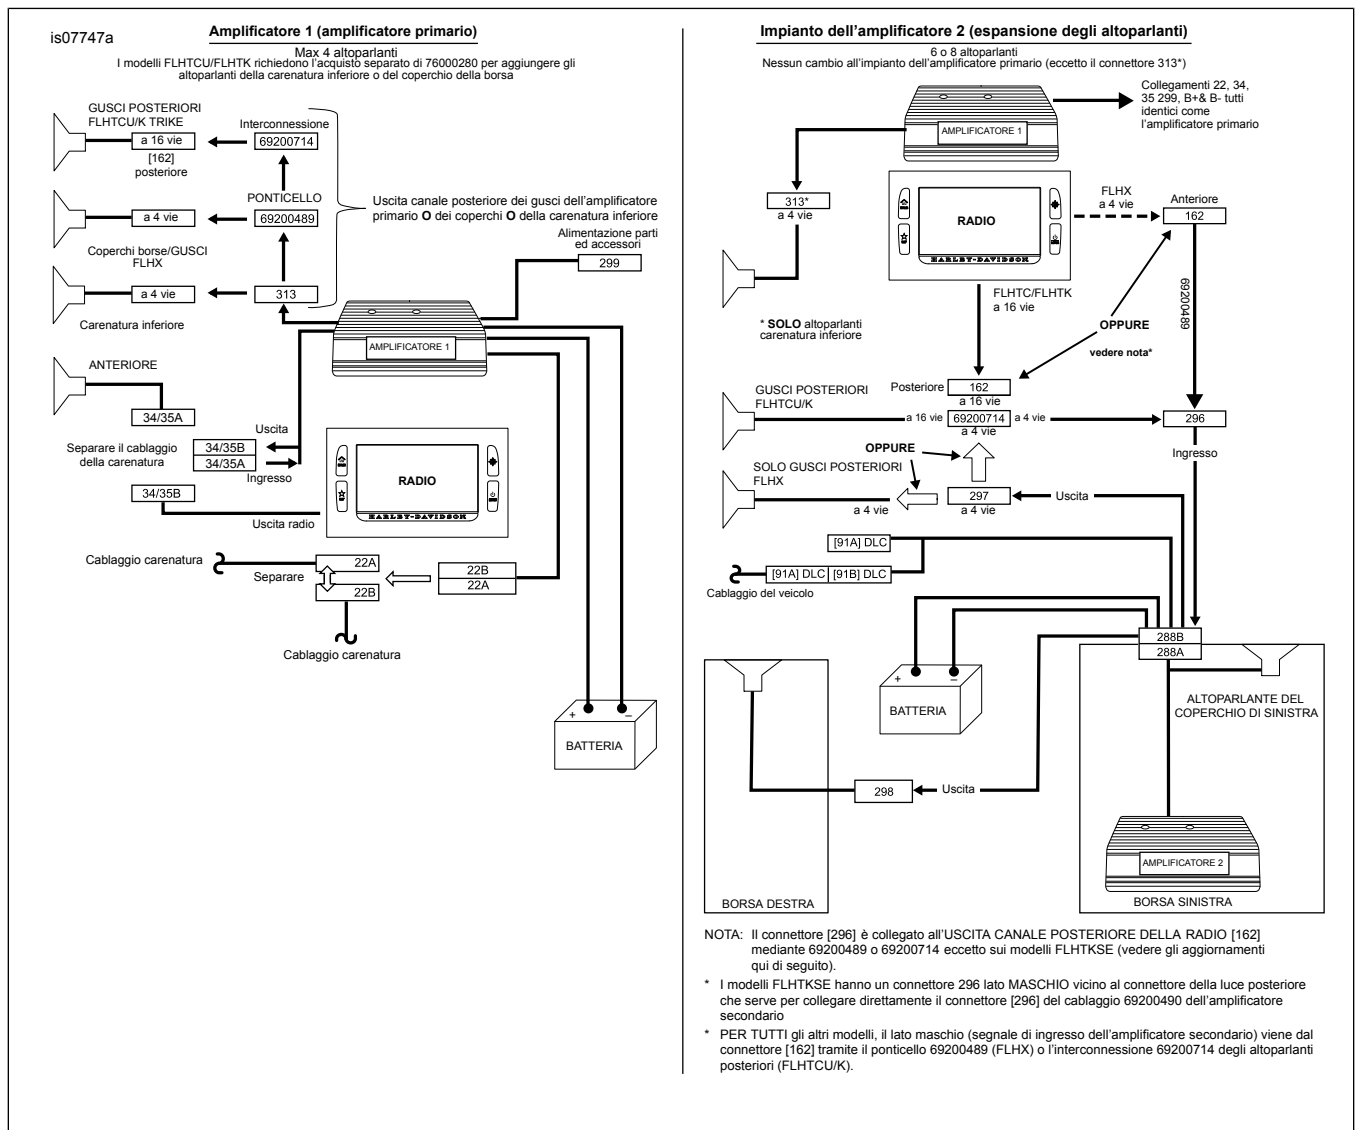 is07747a
Amplificatore 1 (amplificatore primario)
Max 4 altoparlanti
I modelli FLHTCU/FLHTK richiedono l'acquisto separato di 76000280 per aggiungere gli
altoparlanti della carenatura inferiore o del coperchio della borsa
GUSCI POSTERIORI
FLHTCU/K TRIKE
a 16 vie
[162]
posteriore
Interconnessione
69200714
PONTICELLO
a 4 vie
69200489
Coperchi borse/GUSCI
FLHX
a 4 vie
313
Carenatura inferiore
Uscita canale posteriore dei gusci dell'amplificatore
primario O dei coperchi O della carenatura inferiore
Alimentazione parti
ed accessori
299
AMPLIFICATORE 1
ANTERIORE
34/35A
Uscita
Separare il cablaggio
della carenatura
34/35B
34/35A
Ingresso
34/35B
Uscita radio
RADIO
HARLEY-DAVIDSON
Cablaggio carenatura
22A
Separare
22B
22B
22A
Cablaggio carenatura
+
–
BATTERIA
Impianto dell'amplificatore 2 (espansione degli altoparlanti)
6 o 8 altoparlanti
Nessun cambio all'impianto dell'amplificatore primario (eccetto il connettore 313*)
AMPLIFICATORE 1
Collegamenti 22, 34,
35 299, B+& B- tutti
identici come
l'amplificatore primario
313*
a 4 vie
RADIO
HARLEY-DAVIDSON
FLHX
a 4 vie
Anteriore
162
69200489
* SOLO altoparlanti
carenatura inferiore
FLHTC/FLHTK
a 16 vie
OPPURE
vedere nota*
GUSCI POSTERIORI
FLHTCU/K
Posteriore
162
a 16 vie
a 16 vie
69200714
a 4 vie
a 4 vie
296
Ingresso
OPPURE
SOLO GUSCI POSTERIORI
FLHX
a 4 vie
297
a 4 vie
Uscita
[91A] DLC
[91A] DLC
[91B] DLC
Cablaggio del veicolo
288B
288A
+
–
BATTERIA
ALTOPARLANTE DEL
COPERCHIO DI SINISTRA
298
Uscita
AMPLIFICATORE 2
BORSA DESTRA
BORSA SINISTRA
NOTA: Il connettore [296] è collegato all'USCITA CANALE POSTERIORE DELLA RADIO [162]
mediante 69200489 o 69200714 eccetto sui modelli FLHTKSE (vedere gli aggiornamenti
qui di seguito).
* I modelli FLHTKSE hanno un connettore 296 lato MASCHIO vicino al connettore della luce posteriore
che serve per collegare direttamente il connettore [296] del cablaggio 69200490 dell'amplificatore
secondario
* PER TUTTI gli altri modelli, il lato maschio (segnale di ingresso dell'amplificatore secondario) viene dal
connettore [162] tramite il ponticello 69200489 (FLHX) o l'interconnessione 69200714 degli altoparlanti
posteriori (FLHTCU/K).